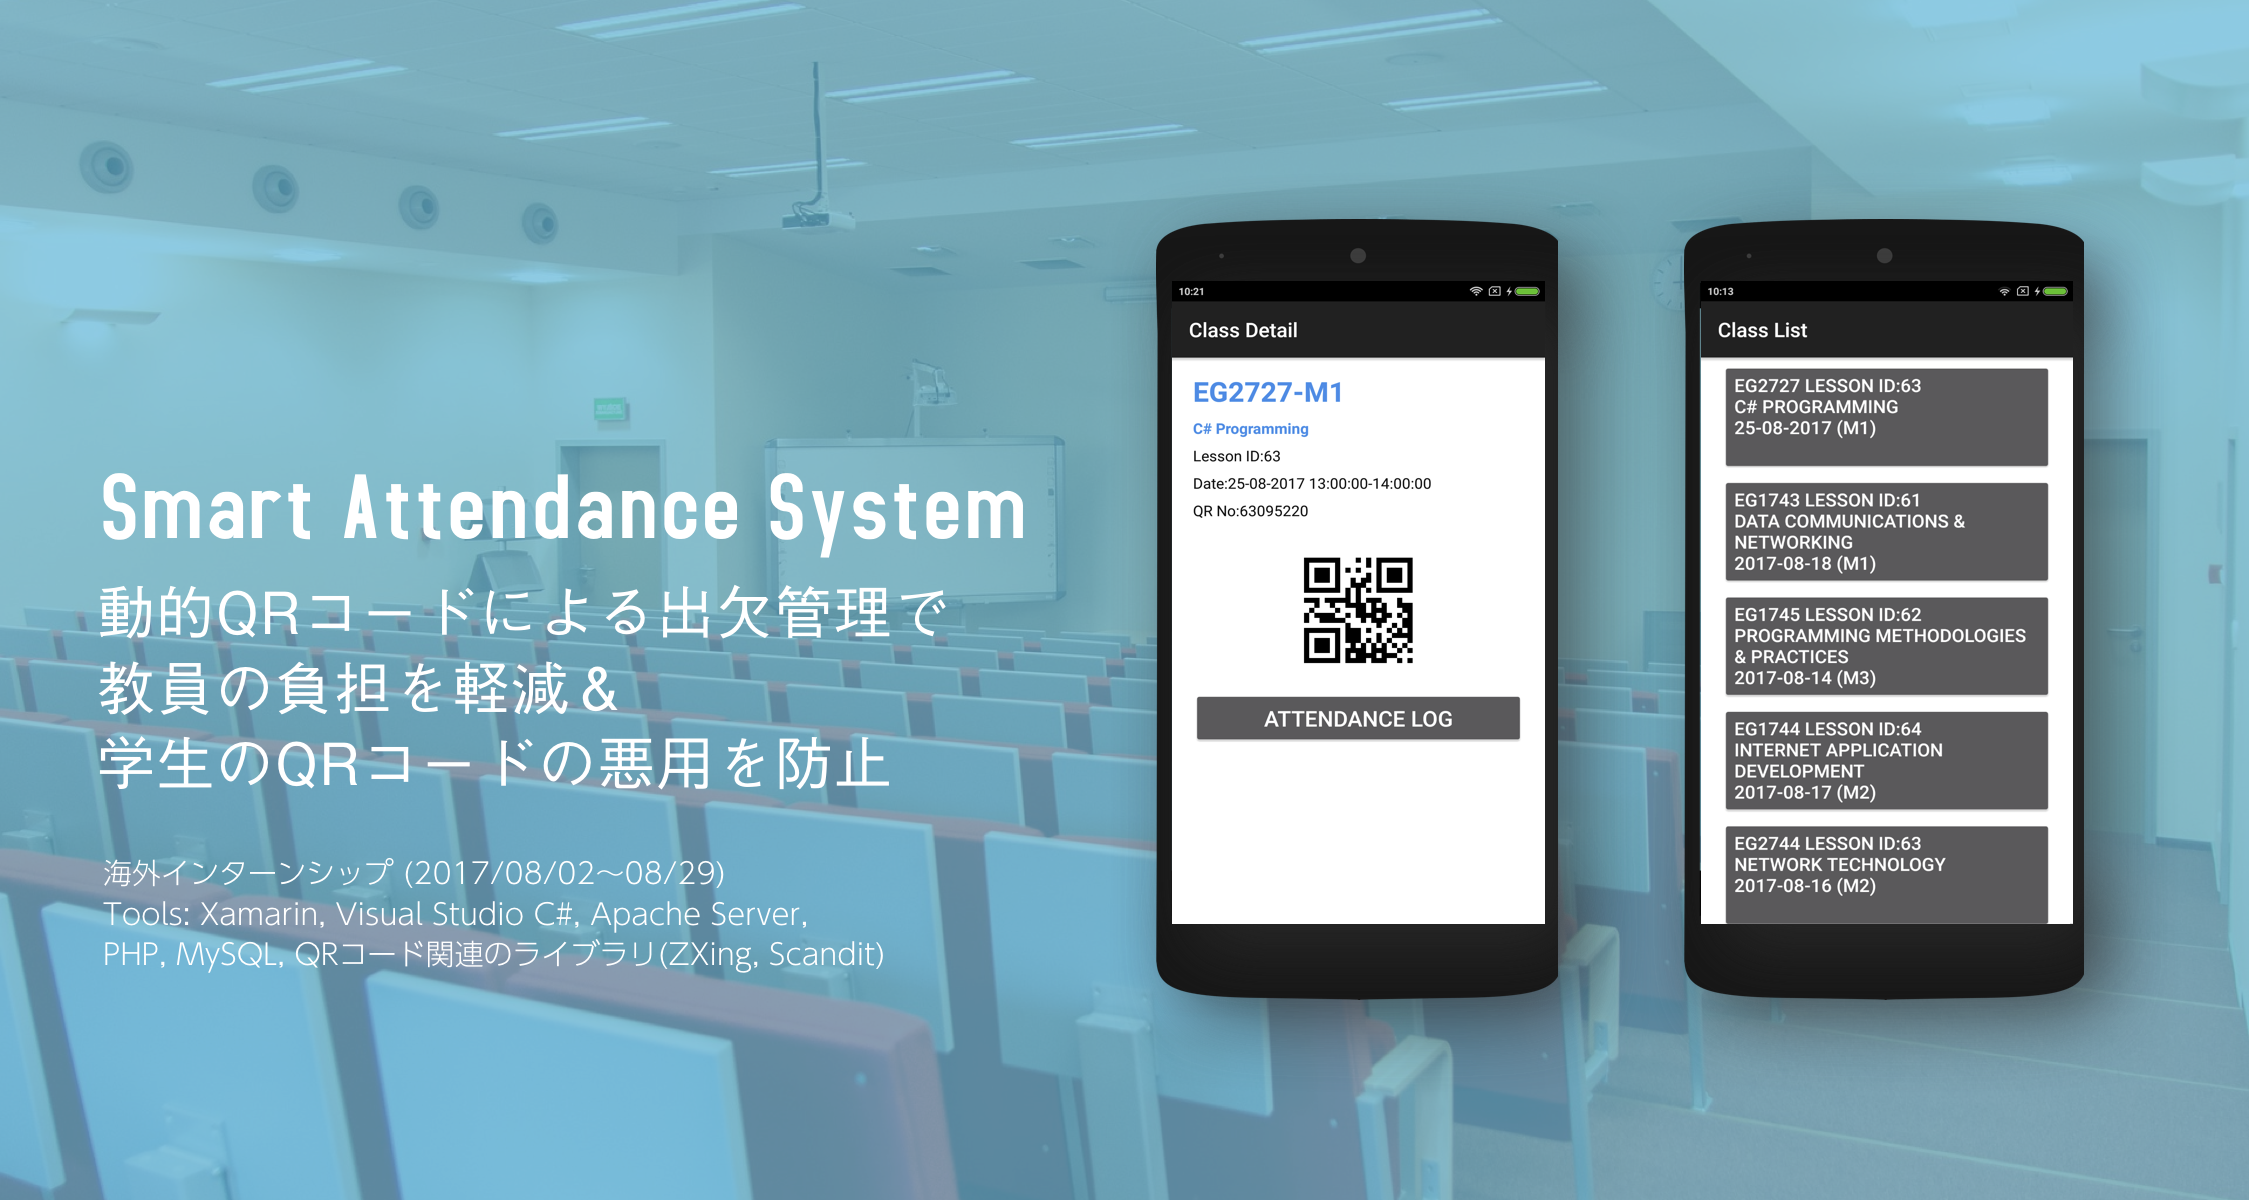 Smart Attendance System
動的QRコードによる出欠管理で
教員の負担を軽減&
学生のQRコードの悪用を防止
海外インターンシップ (2017/08/02～08/29)
Tools: Xamarin, Visual Studio C#, Apache Server,
PHP, MySQL, QRコード関連のライブラリ(ZXing, Scandit)
10:21
Class Detail
EG2727-M1
C# Programming
Lesson ID:63
Date:25-08-2017 13:00:00-14:00:00
QR No:63095220
ATTENDANCE LOG
10:13
Class List
EG2727 LESSON ID:63
C# PROGRAMMING
25-08-2017 (M1)
EG1743 LESSON ID:61
DATA COMMUNICATIONS &
NETWORKING
2017-08-18 (M1)
EG1745 LESSON ID:62
PROGRAMMING METHODOLOGIES
& PRACTICES
2017-08-14 (M3)
EG1744 LESSON ID:64
INTERNET APPLICATION
DEVELOPMENT
2017-08-17 (M2)
EG2744 LESSON ID:63
NETWORK TECHNOLOGY
2017-08-16 (M2)